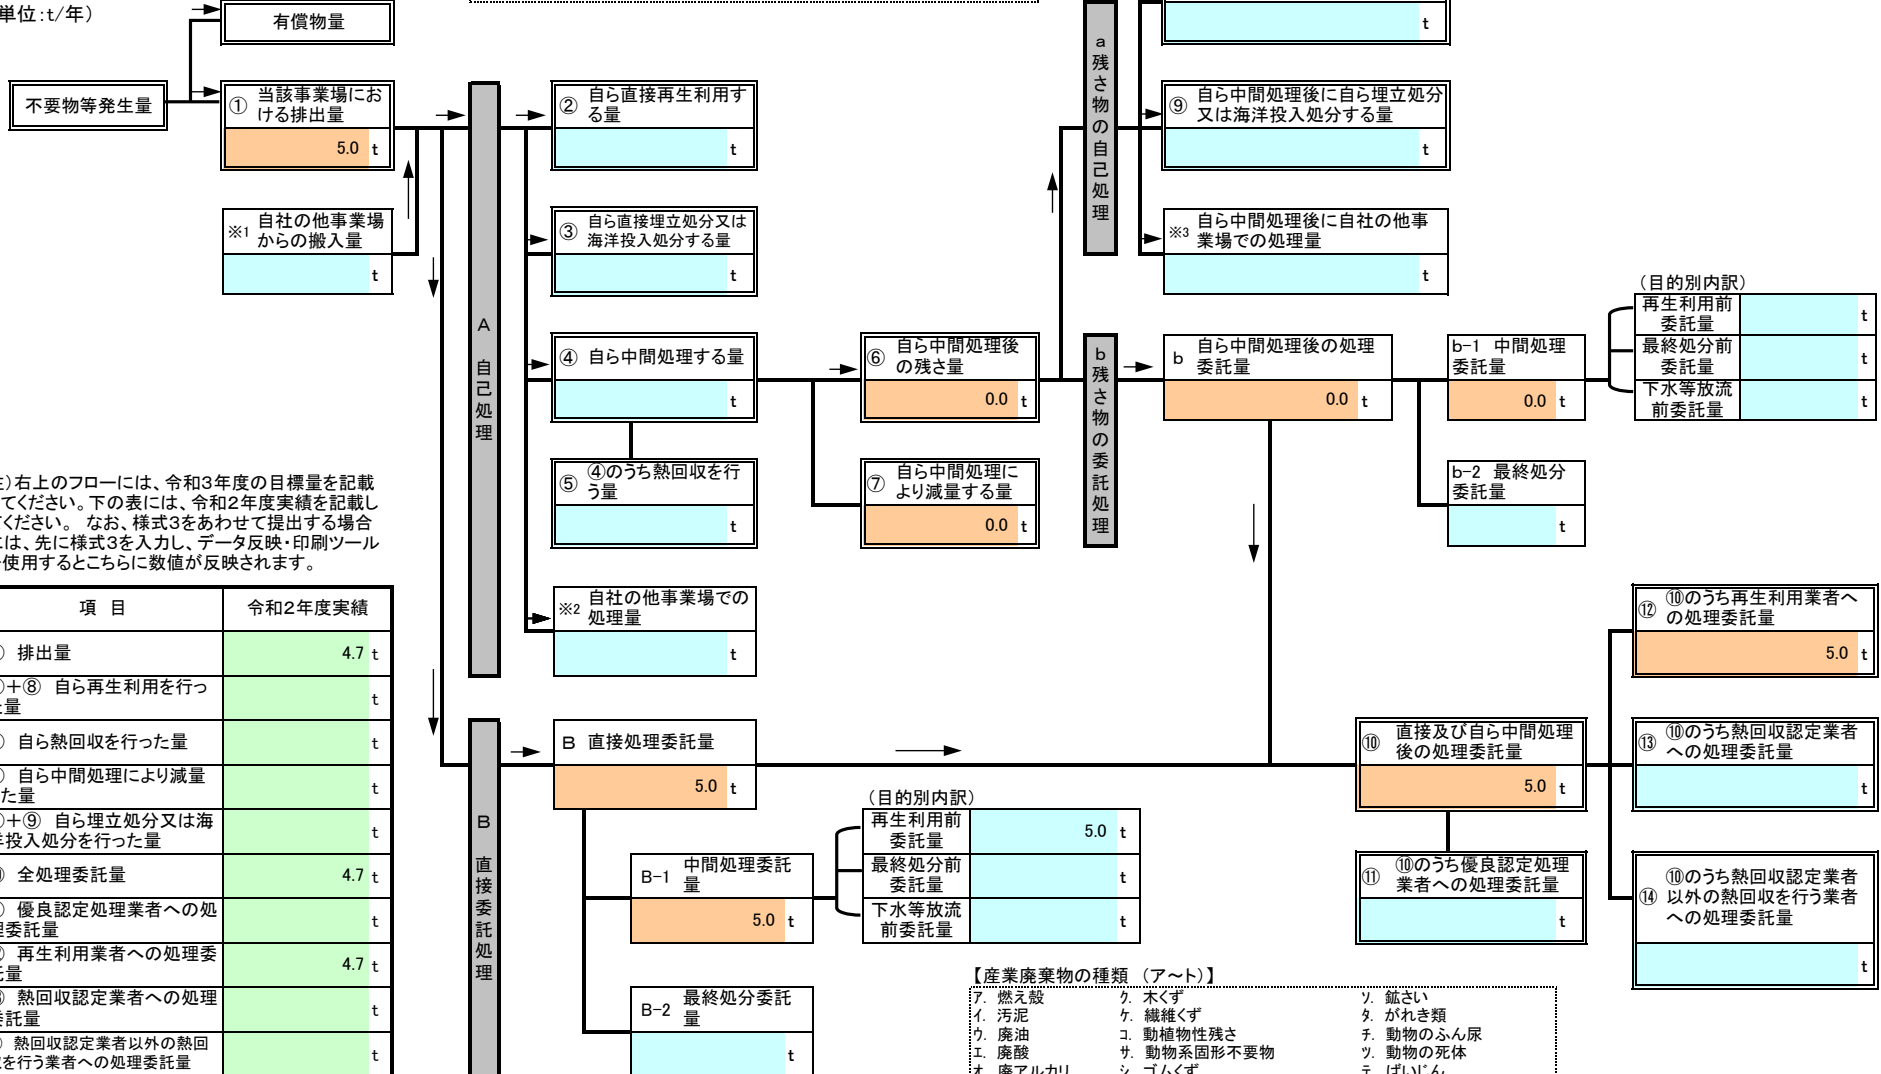 単位:t/年）
有償物量
不要物等発生量
① 当該事業場における排出量
5.0 t
※1 自社の他事業場からの搬入量
t
A 自己処理
② 自ら直接再生利用する量
t
③ 自ら直接埋立処分又は海洋投入処分する量
t
④ 自ら中間処理する量
t
⑤ ④のうち熱回収を行う量
t
※2 自社の他事業場での処理量
t
⑥ 自ら中間処理後の残さ量
0.0 t
⑦ 自ら中間処理により減量する量
0.0 t
a 残さ物の自己処理
t
⑨ 自ら中間処理後に自ら埋立処分又は海洋投入処分する量
t
※3 自ら中間処理後に自社の他事業場での処理量
t
b 残さ物の委託処理
b 自ら中間処理後の処理委託量
0.0 t
b-1 中間処理委託量
0.0 t
b-2 最終処分委託量
t
（目的別内訳）
再生利用前委託量 t
最終処分前委託量 t
下水等放流前委託量 t
）右上のフローには、令和3年度の目標量を記載
てください。下の表には、令和2年度実績を記載し
ください。 なお、様式3をあわせて提出する場合
は、先に様式3を入力し、データ反映・印刷ツール
使用するとこちらに数値が反映されます。
項 目 令和2年度実績
排出量 4.7 t
＋⑧ 自ら再生利用を行った量 t
自ら熱回収を行った量 t
自ら中間処理により減量した量 t
＋⑨ 自ら埋立処分又は海洋投入処分を行った量 t
全処理委託量 4.7 t
優良認定処理業者への処理委託量 t
再生利用業者への処理委託量 4.7 t
熱回収認定業者への処理委託量 t
熱回収認定業者以外の熱回収を行う業者への処理委託量 t
B 直接委託処理
B 直接処理委託量
5.0 t
B-1 中間処理委託量
5.0 t
B-2 最終処分委託量
t
（目的別内訳）
再生利用前委託量 5.0 t
最終処分前委託量 t
下水等放流前委託量 t
⑩ 直接及び自ら中間処理後の処理委託量
5.0 t
⑪ ⑩のうち優良認定処理業者への処理委託量
t
⑫ ⑩のうち再生利用業者への処理委託量
5.0 t
⑬ ⑩のうち熱回収認定業者への処理委託量
t
⑭ ⑩のうち熱回収認定業者以外の熱回収を行う業者への処理委託量
t
【産業廃棄物の種類 （ア～ト）】
ｱ. 燃え殻 ｸ. 木くず ｿ. 鉱さい
ｲ. 汚泥 ｹ. 繊維くず ﾀ. がれき類
ｳ. 廃油 ｺ. 動植物性残さ ﾁ. 動物のふん尿
ｴ. 廃酸 ｻ. 動物系固形不要物 ﾂ. 動物の死体
ｵ. 廃アルカリ ｼ. ゴムくず ﾃ. ばいじん